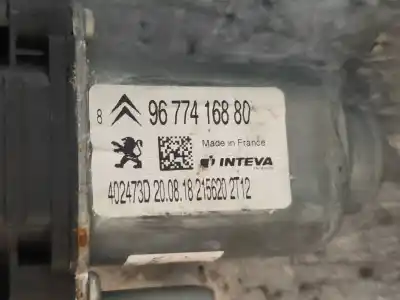 8 96 774 168 80
Made in France
INTEVA
402473D 20.08.18 215620 2T12